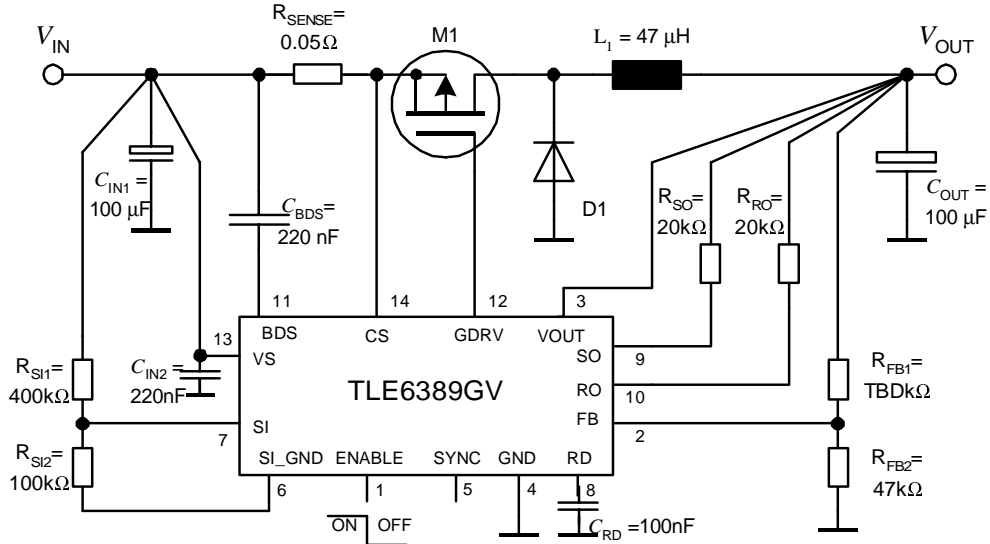 R_SENSE=
0.05Ω
M1
V_IN
L_1 = 47 μH
V_OUT
C_IN1 =
100 μF
C_BDS=
220 nF
D1
R_SO=
20kΩ
R_RO=
20kΩ
C_OUT =
100 μF
11
14
12
3
BDS
CS
GDRV
VOUT
13
VS
SO
9
R_SI1=
400kΩ
C_IN2=
220nF
TLE6389GV
RO
10
R_FB1=
TBDkΩ
SI
7
FB
2
R_SI2=
100kΩ
SI_GND
ENABLE
SYNC
GND
RD
R_FB2=
47kΩ
6
1
5
4
8
ON
OFF
C_RD =100nF